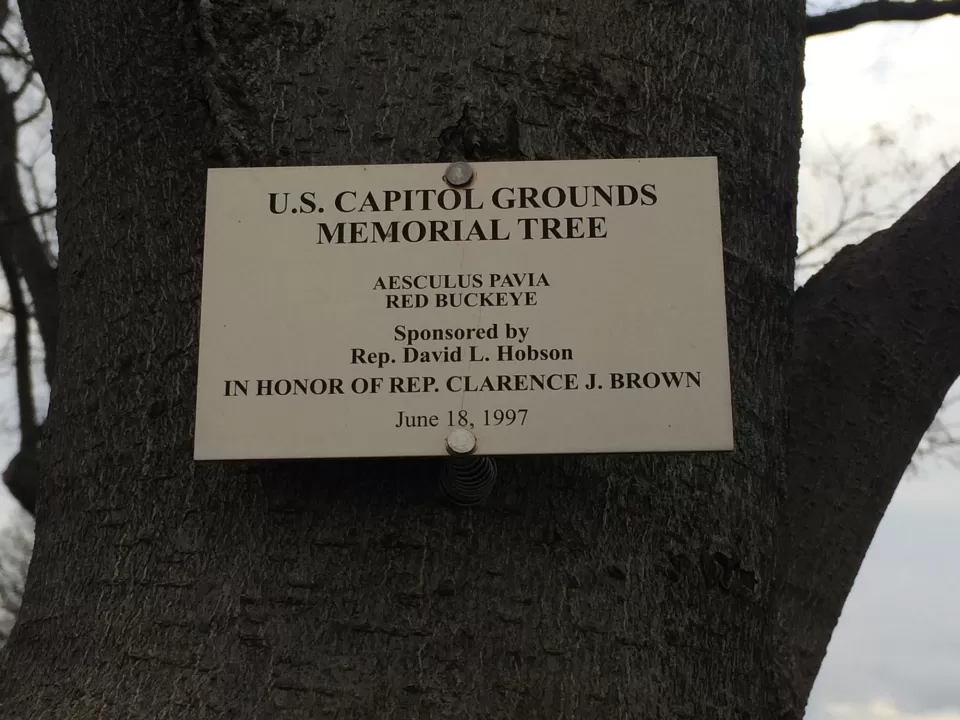 U.S. CAPITOL GROUNDS
MEMORIAL TREE
AESCULUS PAVIA
RED BUCKEYE
Sponsored by
Rep. David L. Hobson
IN HONOR OF REP. CLARENCE J. BROWN
June 18, 1997